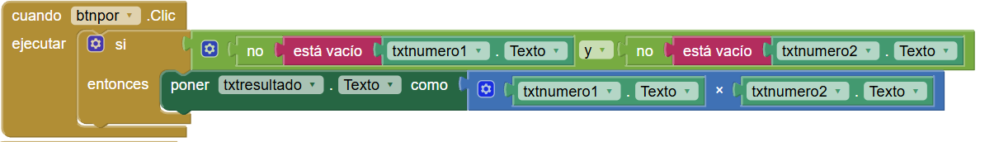 cuando btnpor .Clic
ejecutar si no está vacío txtnumero1 . Texto y no está vacío txtnumero2 . Texto
entonces poner txtresultado . Texto como txtnumero1 . Texto × txtnumero2 . Texto